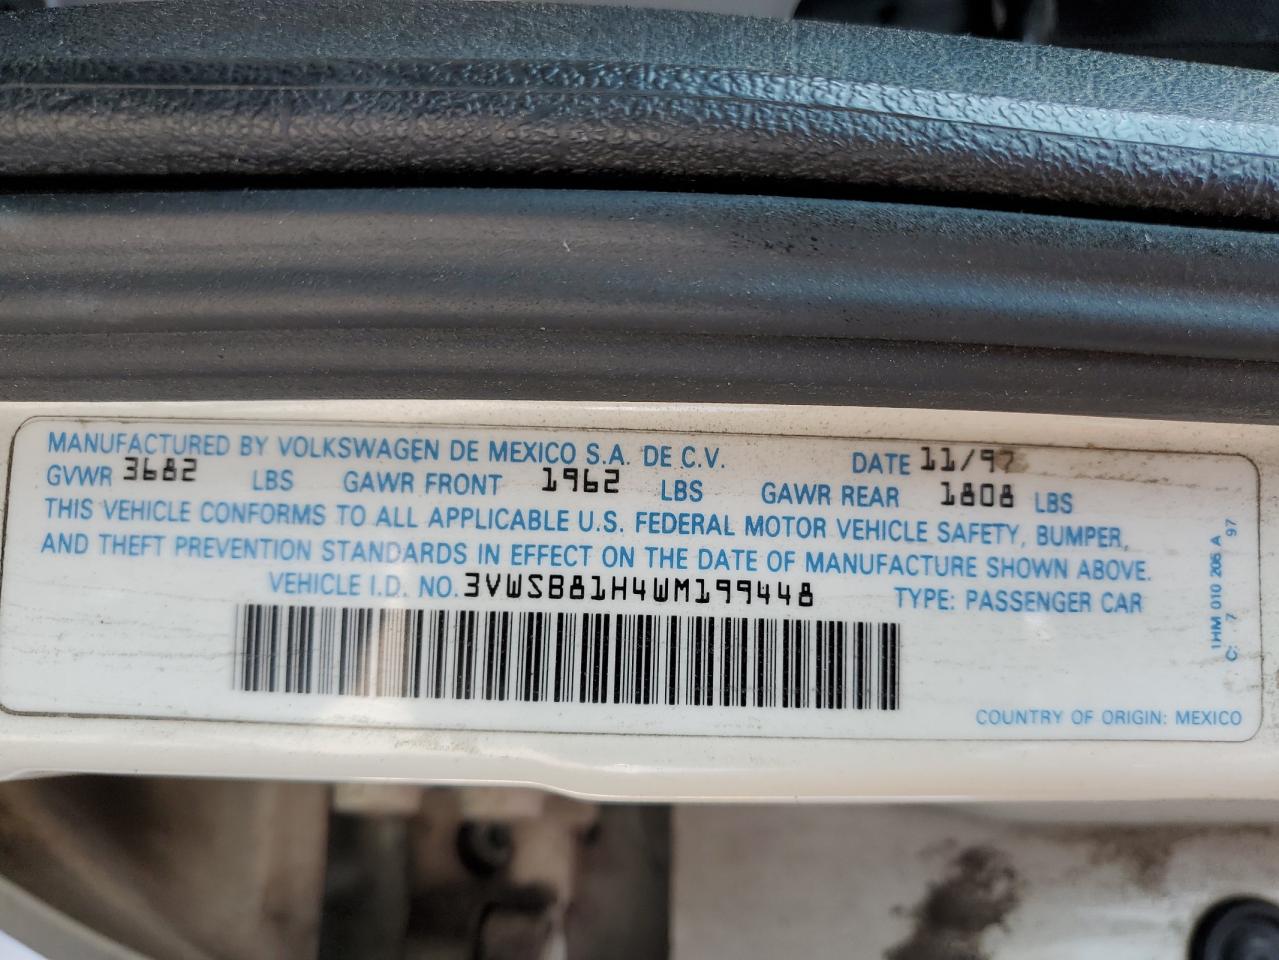 MANUFACTURED BY VOLKSWAGEN DE MEXICO S.A. DE C.V. DATE 11/97
GVWR 3682 LBS GAWR FRONT 1962 LBS GAWR REAR 1808 LBS
THIS VEHICLE CONFORMS TO ALL APPLICABLE U.S. FEDERAL MOTOR VEHICLE SAFETY, BUMPER,
AND THEFT PREVENTION STANDARDS IN EFFECT ON THE DATE OF MANUFACTURE SHOWN ABOVE.
VEHICLE I.D. NO. 3VWSB81H4WM199448 TYPE: PASSENGER CAR
COUNTRY OF ORIGIN: MEXICO
1HM 010 205 A
C: 7 97